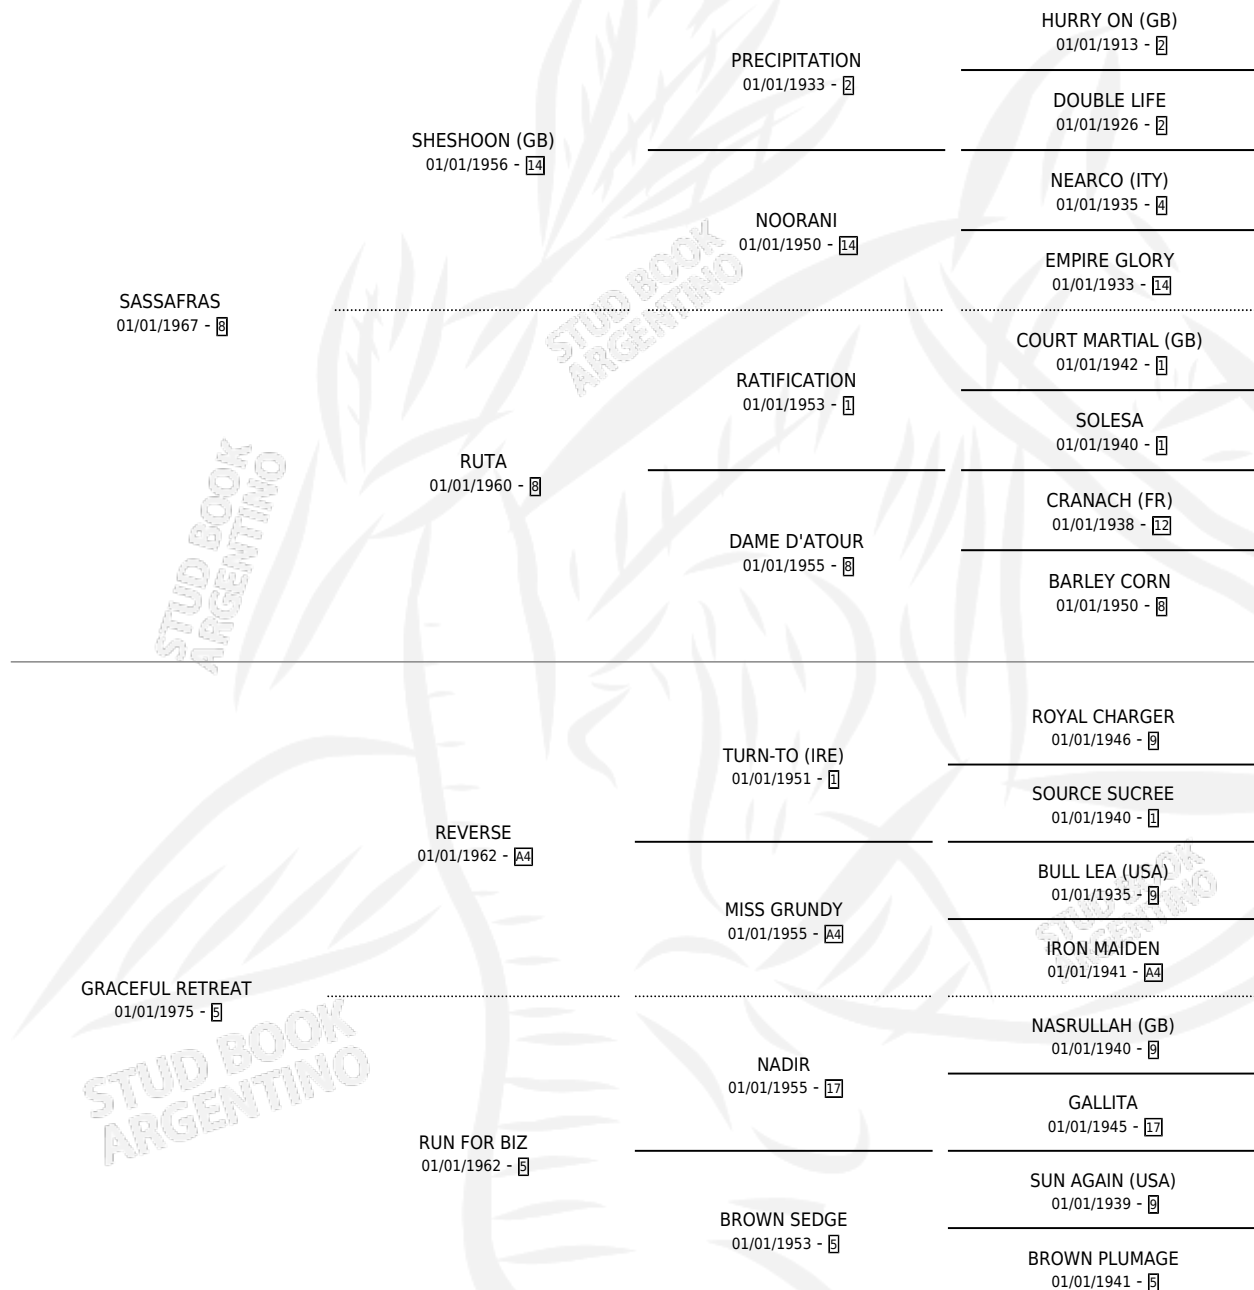 HURRY ON (GB)
01/01/1913 - 2
PRECIPITATION
01/01/1933 - 2
DOUBLE LIFE
01/01/1926 - 2
SHESHOON (GB)
01/01/1956 - 14
NEARCO (ITY)
01/01/1935 - 4
NOORANI
01/01/1950 - 14
EMPIRE GLORY
01/01/1933 - 14
SASSAFRAS
01/01/1967 - 8
STUD BOOK
ARGENTINO
COURT MARTIAL (GB)
01/01/1942 - 1
RATIFICATION
01/01/1953 - 1
SOLESA
01/01/1940 - 1
RUTA
01/01/1960 - 8
CRANACH (FR)
01/01/1938 - 12
DAME D'ATOUR
01/01/1955 - 8
BARLEY CORN
01/01/1950 - 8
STUD BOOK
ARGENTINO
ROYAL CHARGER
01/01/1946 - 9
TURN-TO (IRE)
01/01/1951 - 1
SOURCE SUCREE
01/01/1940 - 1
REVERSE
01/01/1962 - A4
BULL LEA (USA)
01/01/1935 - 9
MISS GRUNDY
01/01/1955 - A4
IRON MAIDEN
01/01/1941 - A4
STUD BOOK
ARGENTINO
GRACEFUL RETREAT
01/01/1975 - 5
STUD BOOK
ARGENTINO
NASRULLAH (GB)
01/01/1940 - 9
NADIR
01/01/1955 - 17
GALLITA
01/01/1945 - 17
RUN FOR BIZ
01/01/1962 - 5
SUN AGAIN (USA)
01/01/1939 - 9
BROWN SEDGE
01/01/1953 - 5
BROWN PLUMAGE
01/01/1941 - 5